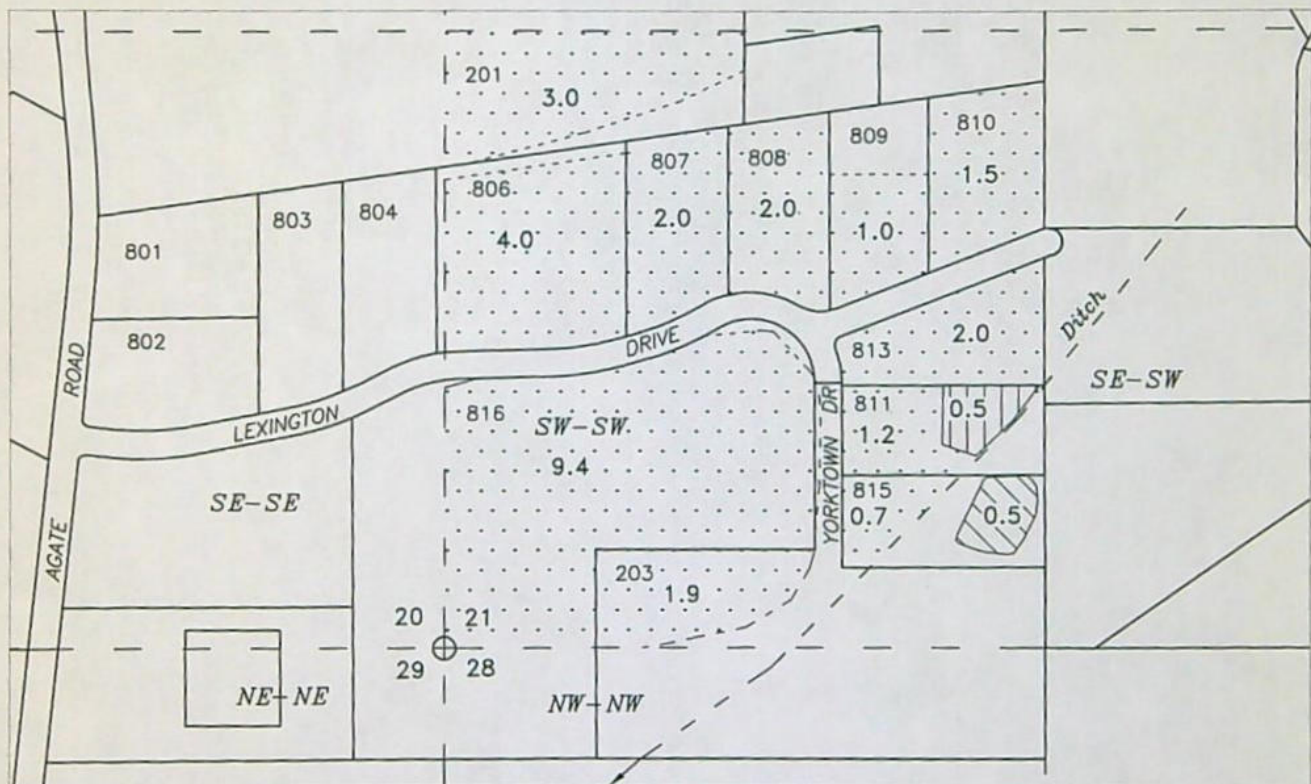 201
3.0
810
809
1.5
808
807
2.0
2.0
1.0
806
4.0
804
803
801
802
ROAD
AGATE
LEXINGTON
DRIVE
Ditch
813
2.0
SE-SW
811
0.5
1.2
YORKTOWN DR
815
0.7
0.5
816
SW-SW
9.4
SE-SE
203
1.9
20 21
29 28
NE-NE
NW-NW